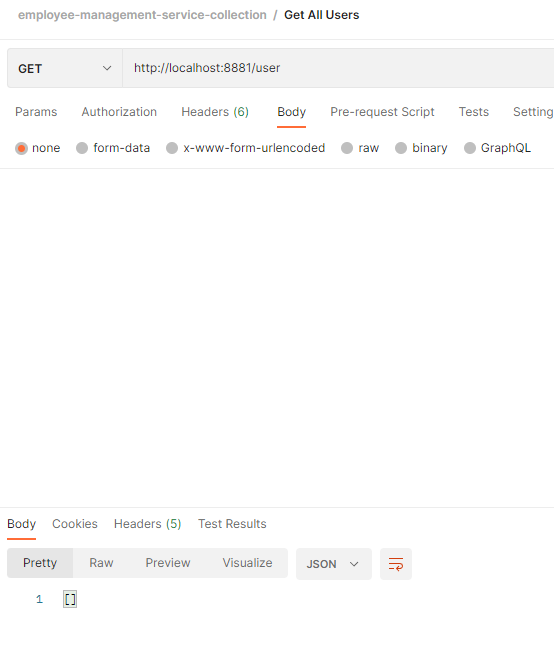 employee-management-service-collection / Get All Users
GET http://localhost:8881/user
Params Authorization Headers (6) Body Pre-request Script Tests Setting
none form-data x-www-form-urlencoded raw binary GraphQL
Body Cookies Headers (5) Test Results
Pretty Raw Preview Visualize JSON
1 []